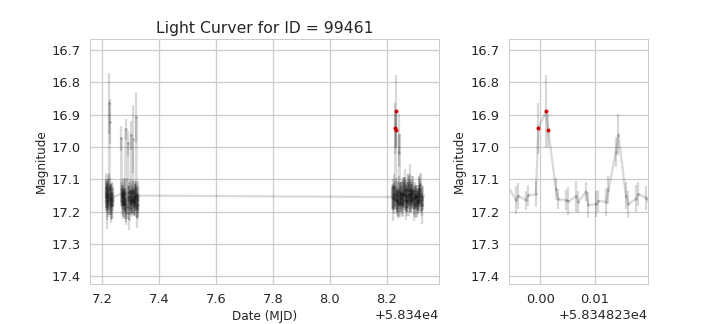 Light Curver for ID = 99461
16.7
16.8
16.9
17.0
17.1
17.2
17.3
17.4
Magnitude
7.2 7.4 7.6 7.8 8.0 8.2
Date (MJD)
+5.834e4
16.7
16.8
16.9
17.0
17.1
17.2
17.3
17.4
Magnitude
0.00 0.01
+5.834823e4